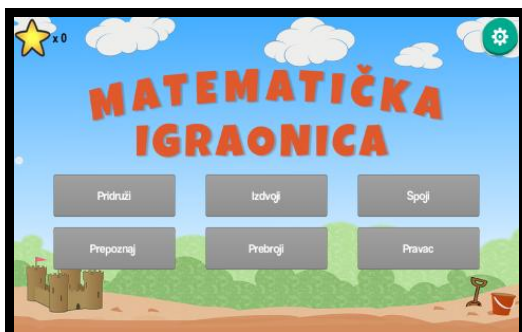 x 0
MATEMATIČKA
IGRAONICA
Pridruži Izdvoji Spoji
Prepoznaj Prebroji Pravac